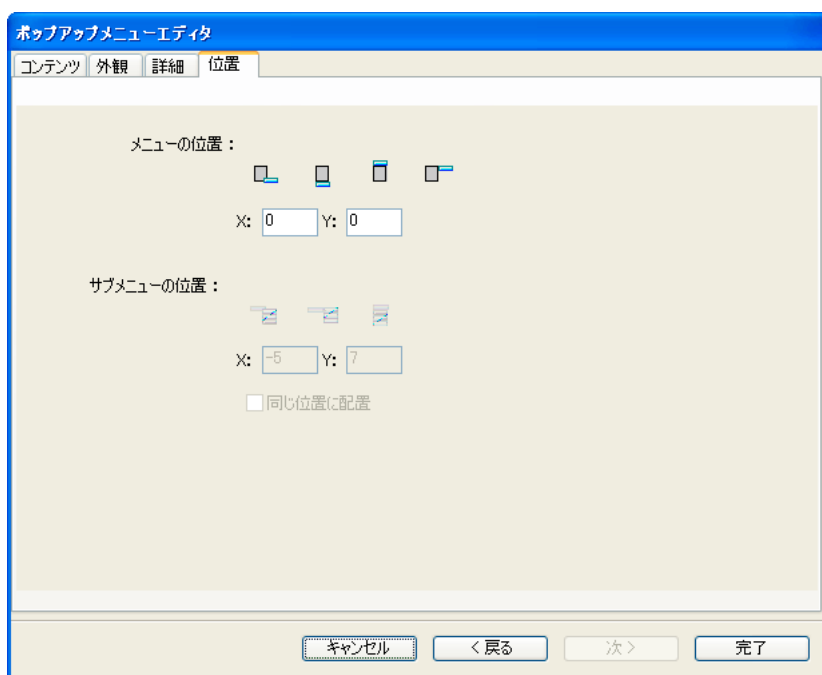 ポップアップメニューエディタ
コンテンツ 外観 詳細 位置
メニューの位置：
X: 0 Y: 0
サブメニューの位置：
X: -5 Y: 7
同じ位置に配置
キャンセル < 戻る 次 > 完了